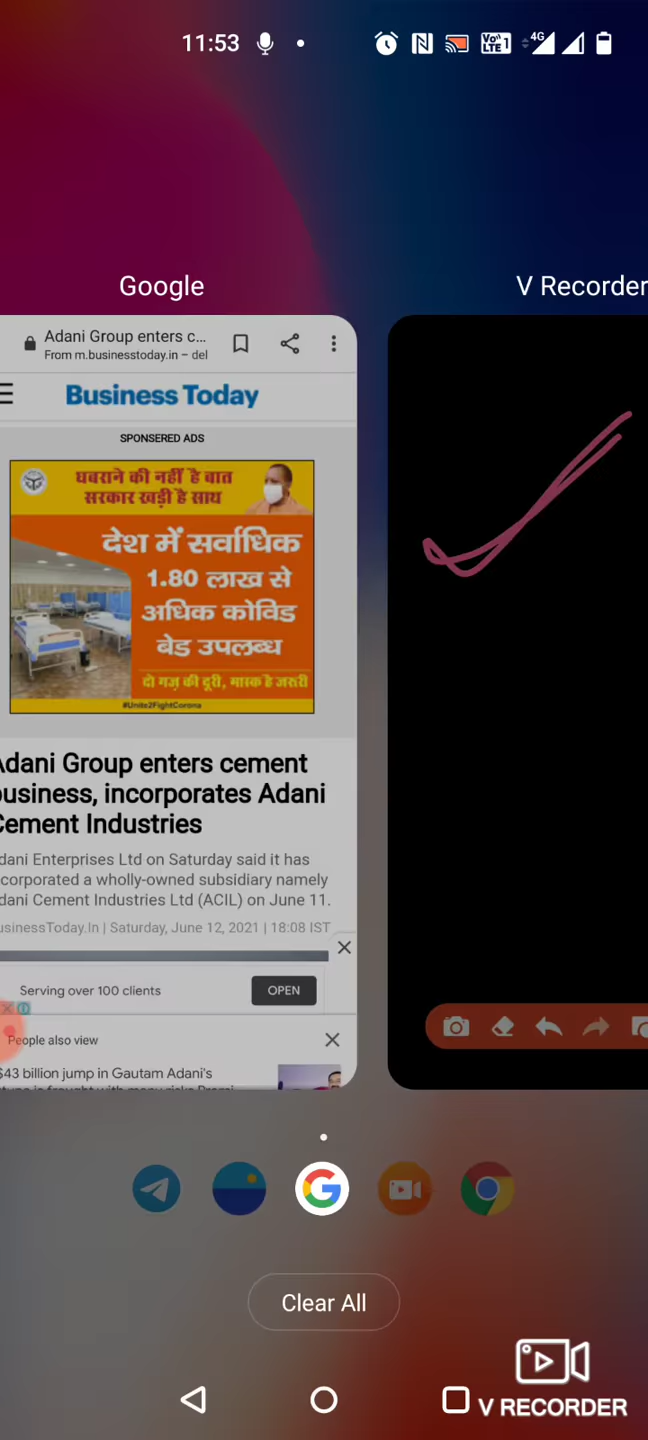 11:53
VoLTE1
4G
Google
V Recorder
Adani Group enters c...
From m.businesstoday.in – del
Business Today
SPONSERED ADS
घबराने की नहीं है बात
सरकार खड़ी है साथ
देश में सर्वाधिक
1.80 लाख से
अधिक कोविड
बेड उपलब्ध
दो गज़ की दूरी, मास्क है जरूरी
#Unite2FightCorona
Adani Group enters cement
business, incorporates Adani
Cement Industries
dani Enterprises Ltd on Saturday said it has
corporated a wholly-owned subsidiary namely
dani Cement Industries Ltd (ACIL) on June 11.
usinessToday.In | Saturday, June 12, 2021 | 18:08 IST
Serving over 100 clients
OPEN
People also view
$43 billion jump in Gautam Adani's
Clear All
V RECORDER